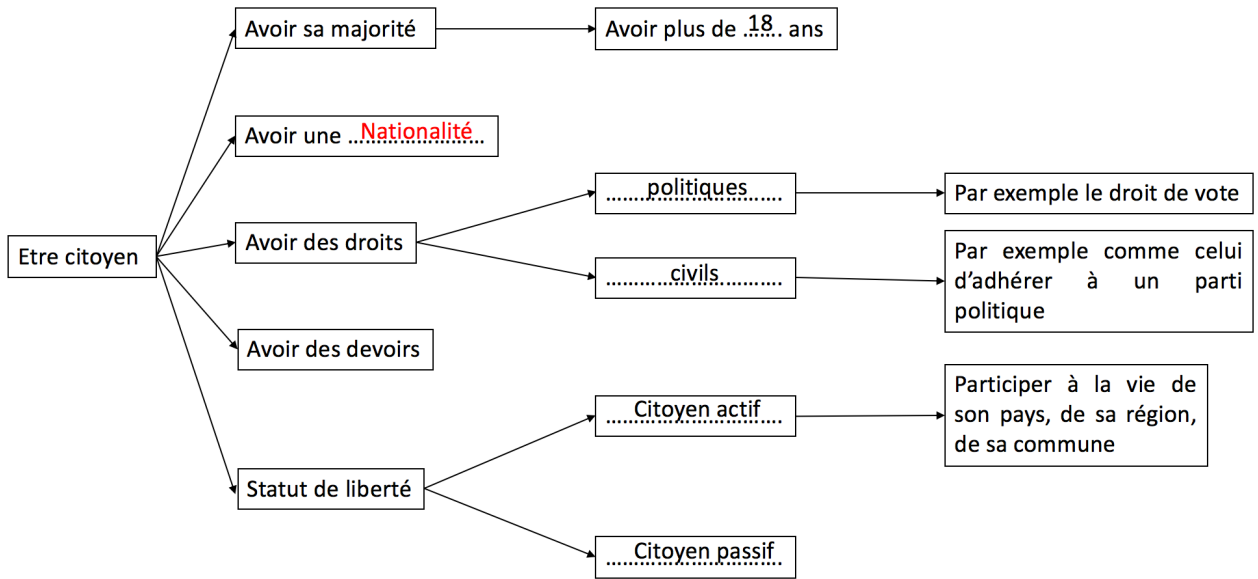 Avoir sa majorité
Avoir plus de 18 ans
Avoir une Nationalité
politiques
Par exemple le droit de vote
Etre citoyen
Avoir des droits
civils
Par exemple comme celui
d'adhérer à un parti
politique
Avoir des devoirs
Citoyen actif
Participer à la vie de
son pays, de sa région,
de sa commune
Statut de liberté
Citoyen passif